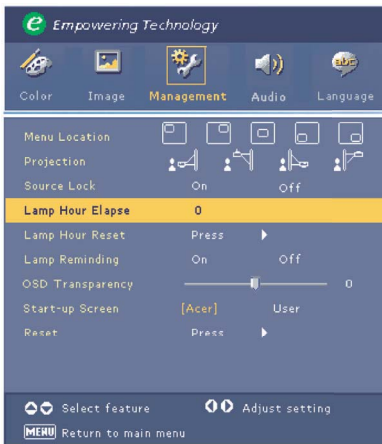 e Empowering Technology
Color Image Management Audio Language
Menu Location
Projection
Source Lock On Off
Lamp Hour Elapse 0
Lamp Hour Reset Press
Lamp Reminding On Off
OSD Transparency 0
Start-up Screen [Acer] User
Reset Press
Select feature Adjust setting
MENU Return to main menu